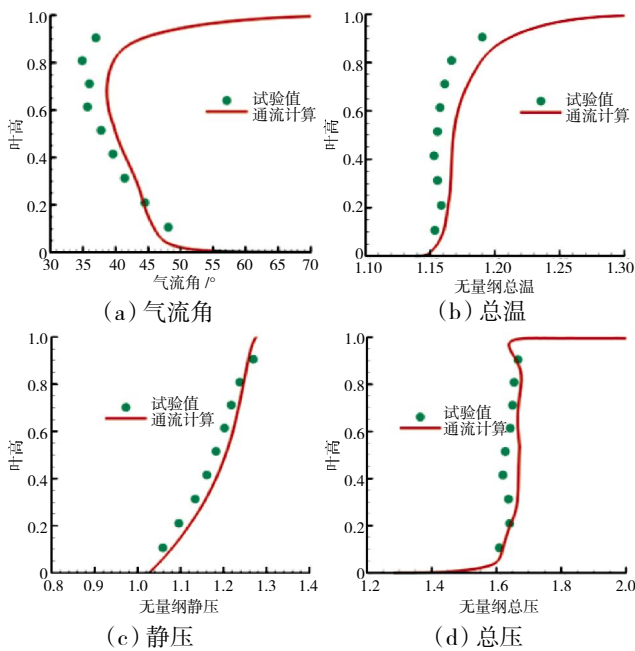 1.0
0.8
0.6
0.4
0.2
0
叶高
试验值
通流计算
30 35 40 45 50 55 60 65 70
气流角 /°
(a) 气流角
1.0
0.8
0.6
0.4
0.2
0
叶高
试验值
通流计算
1.10 1.15 1.20 1.25 1.30
无量纲总温
(b) 总温
1.0
0.8
0.6
0.4
0.2
0
叶高
试验值
通流计算
0.8 0.9 1.0 1.1 1.2 1.3 1.4
无量纲静压
(c) 静压
1.0
0.8
0.6
0.4
0.2
0
叶高
试验值
通流计算
1.2 1.4 1.6 1.8 2.0
无量纲总压
(d) 总压